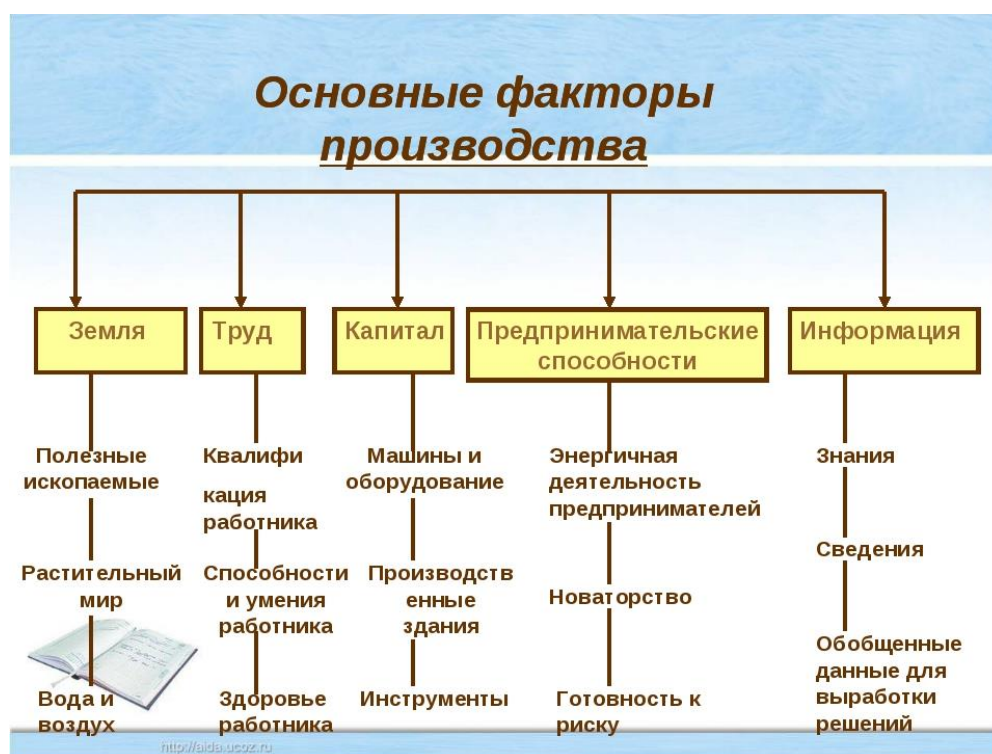 Основные факторы
производства
Земля
Труд
Капитал
Предпринимательские
способности
Информация
Полезные
ископаемые
Растительный
мир
Вода и
воздух
Квалифи
кация
работника
Способности
и умения
работника
Здоровье
работника
Машины и
оборудование
Производств
енные
здания
Инструменты
Энергичная
деятельность
предпринимателей
Новаторство
Готовность к
риску
Знания
Сведения
Обобщенные
данные для
выработки
решений
http://aida.ucoz.ru